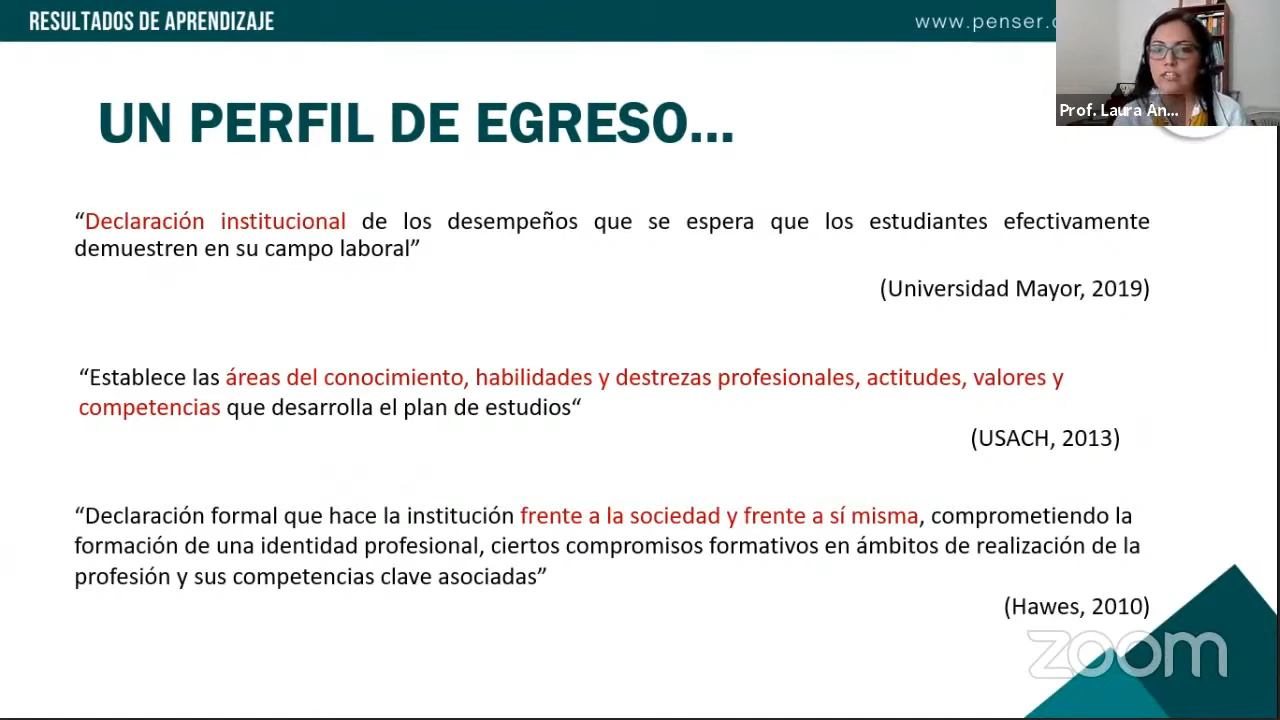 RESULTADOS DE APRENDIZAJE
www.penser.
Prof. Laura An...
UN PERFIL DE EGRESO...
“Declaración institucional de los desempeños que se espera que los estudiantes efectivamente
demuestren en su campo laboral”
(Universidad Mayor, 2019)
“Establece las áreas del conocimiento, habilidades y destrezas profesionales, actitudes, valores y
competencias que desarrolla el plan de estudios“
(USACH, 2013)
“Declaración formal que hace la institución frente a la sociedad y frente a sí misma, comprometiendo la
formación de una identidad profesional, ciertos compromisos formativos en ámbitos de realización de la
profesión y sus competencias clave asociadas”
(Hawes, 2010)
zoom